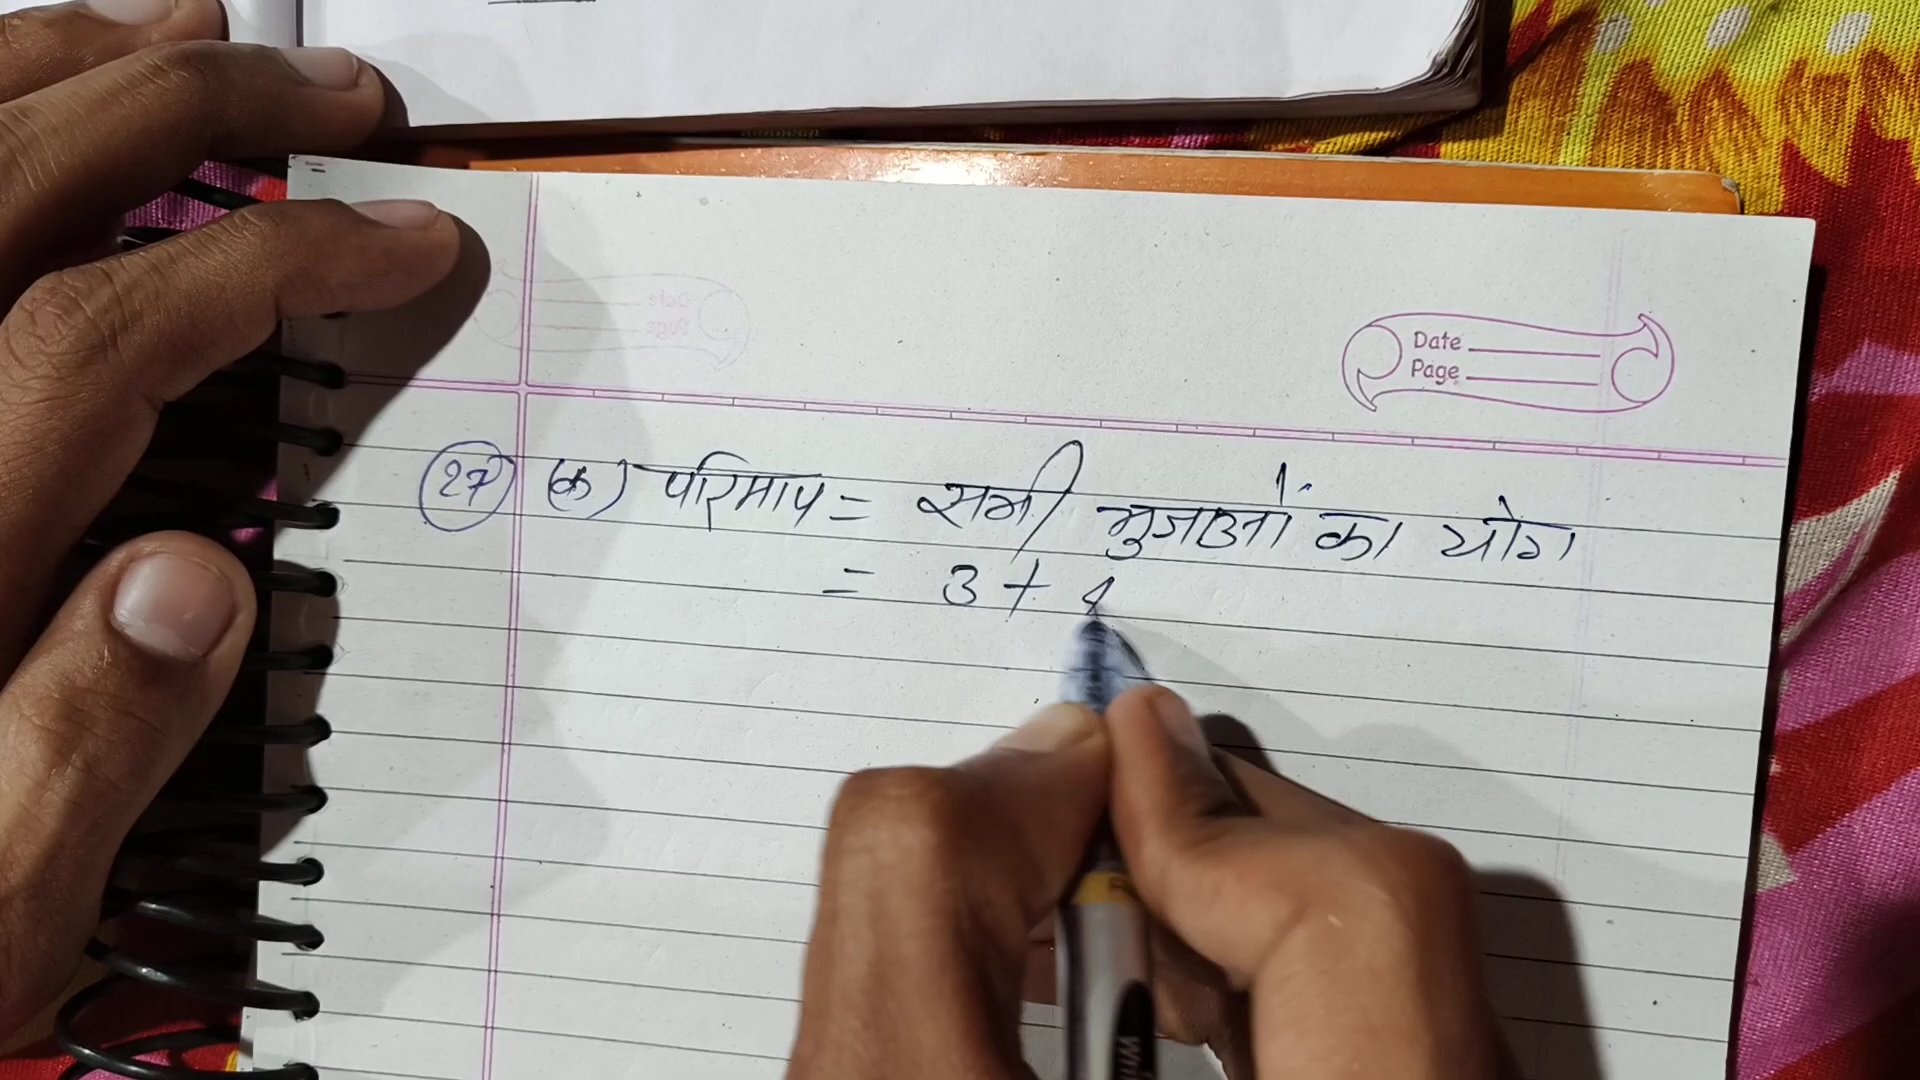 Date
Page
27 (क) परिमाप = सभी भुजाओं का योग
= 3 + 4